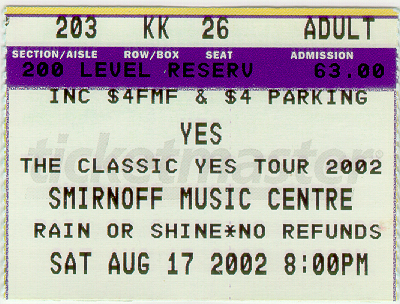 203 KK 26 ADULT
SECTION/AISLE ROW/BOX SEAT ADMISSION
200 LEVEL RESERV 63.00
INC $4FMF & $4 PARKING
YES
ticketmaster
THE CLASSIC YES TOUR 2002
SMIRNOFF MUSIC CENTRE
RAIN OR SHINE*NO REFUNDS
SAT AUG 17 2002 8:00PM